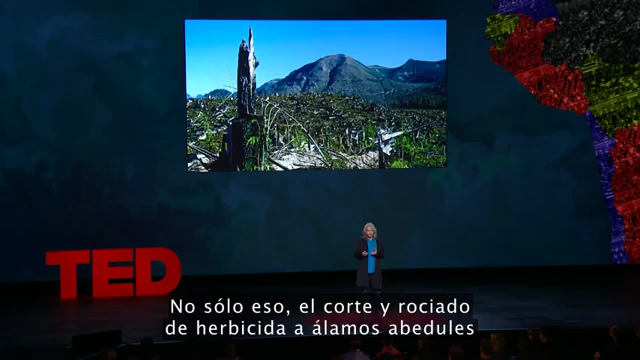 TED
No sólo eso, el corte y rociado
de herbicida a álamos abedules